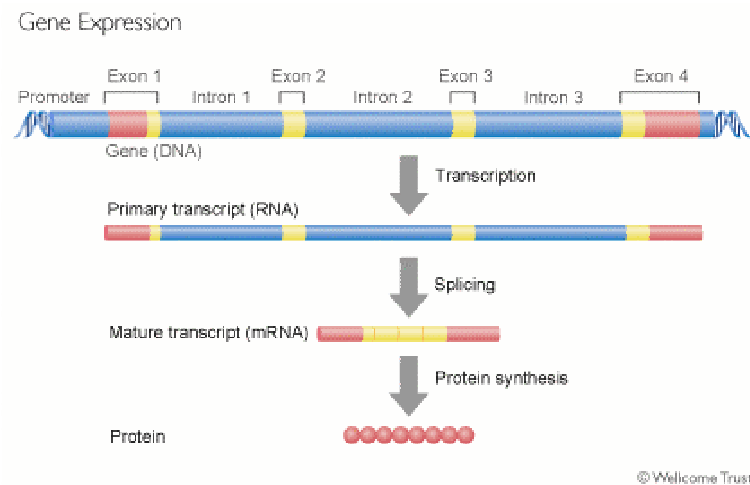 Gene Expression
Exon 1 Exon 2 Exon 3 Exon 4
Promoter Intron 1 Intron 2 Intron 3
Gene (DNA)
Transcription
Primary transcript (RNA)
Splicing
Mature transcript (mRNA)
Protein synthesis
Protein
© Wellcome Trust